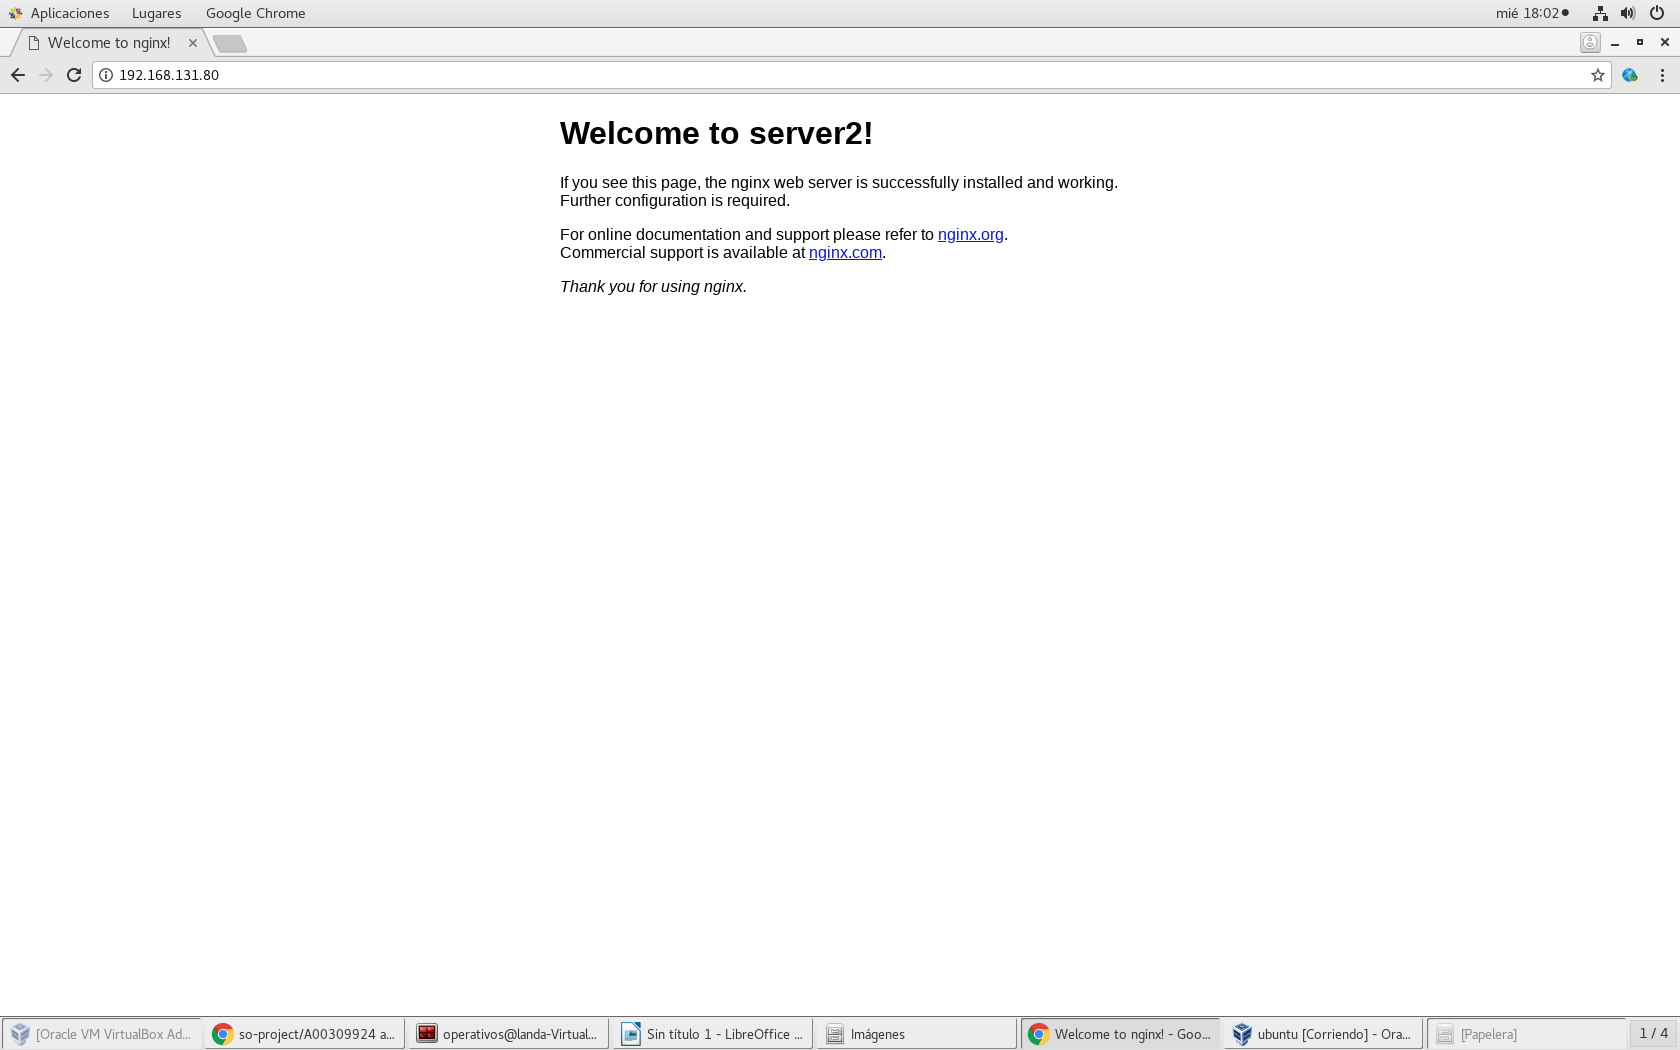 Aplicaciones Lugares Google Chrome mié 18:02
Welcome to nginx!
192.168.131.80
Welcome to server2!
If you see this page, the nginx web server is successfully installed and working.
Further configuration is required.
For online documentation and support please refer to nginx.org.
Commercial support is available at nginx.com.
Thank you for using nginx.
[Oracle VM VirtualBox Ad... so-project/A00309924 a... operativos@landa-Virtual... Sin título 1 - LibreOffice ... Imágenes Welcome to nginx! - Goo... ubuntu [Corriendo] - Ora... [Papelera] 1 / 4